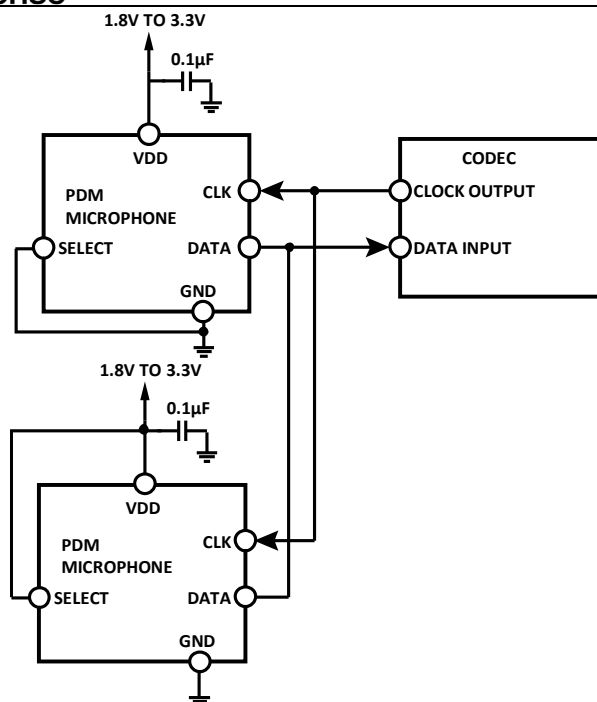 1.8V TO 3.3V
0.1µF
VDD
CODEC
PDM
MICROPHONE
CLK
CLOCK OUTPUT
SELECT
DATA
DATA INPUT
GND
1.8V TO 3.3V
0.1µF
VDD
PDM
MICROPHONE
CLK
SELECT
DATA
GND